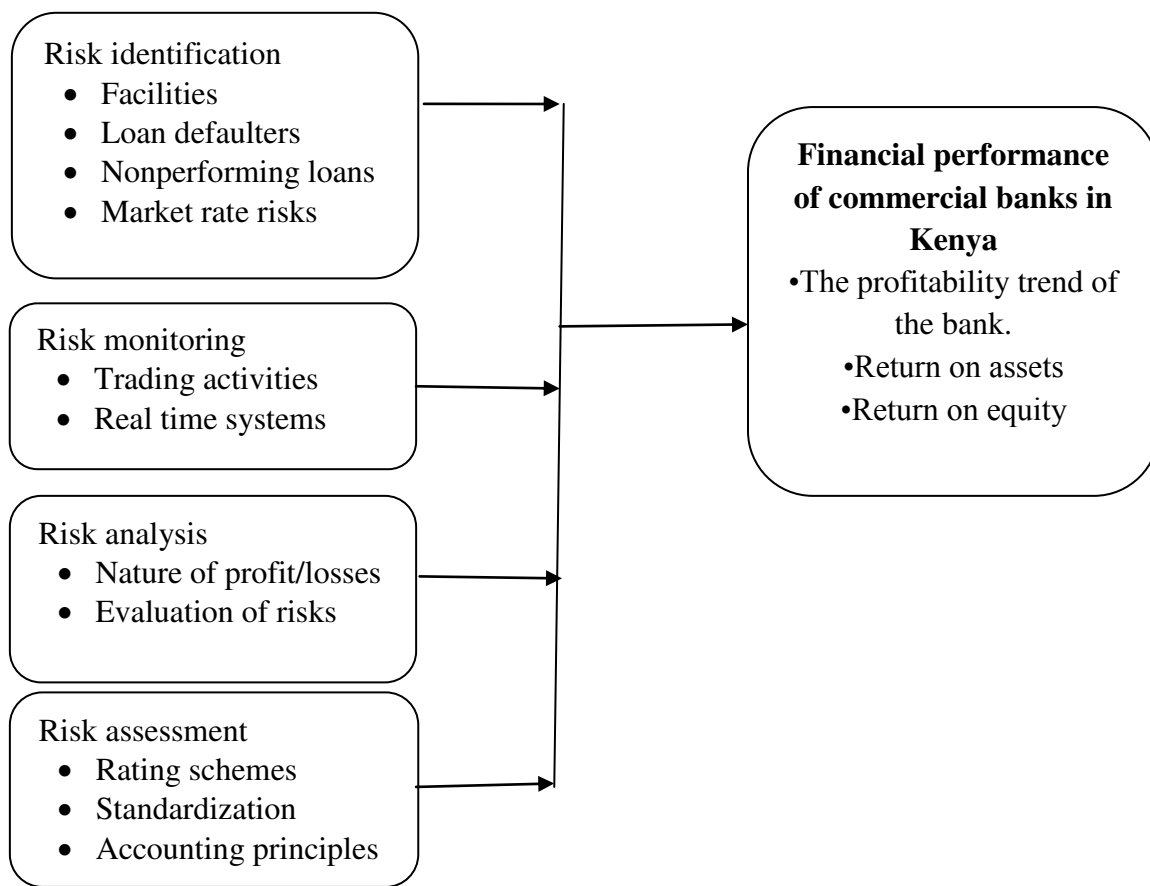 Risk identification
• Facilities
• Loan defaulters
• Nonperforming loans
• Market rate risks
Risk monitoring
• Trading activities
• Real time systems
Risk analysis
• Nature of profit/losses
• Evaluation of risks
Risk assessment
• Rating schemes
• Standardization
• Accounting principles
Financial performance
of commercial banks in
Kenya
•The profitability trend of
the bank.
•Return on assets
•Return on equity